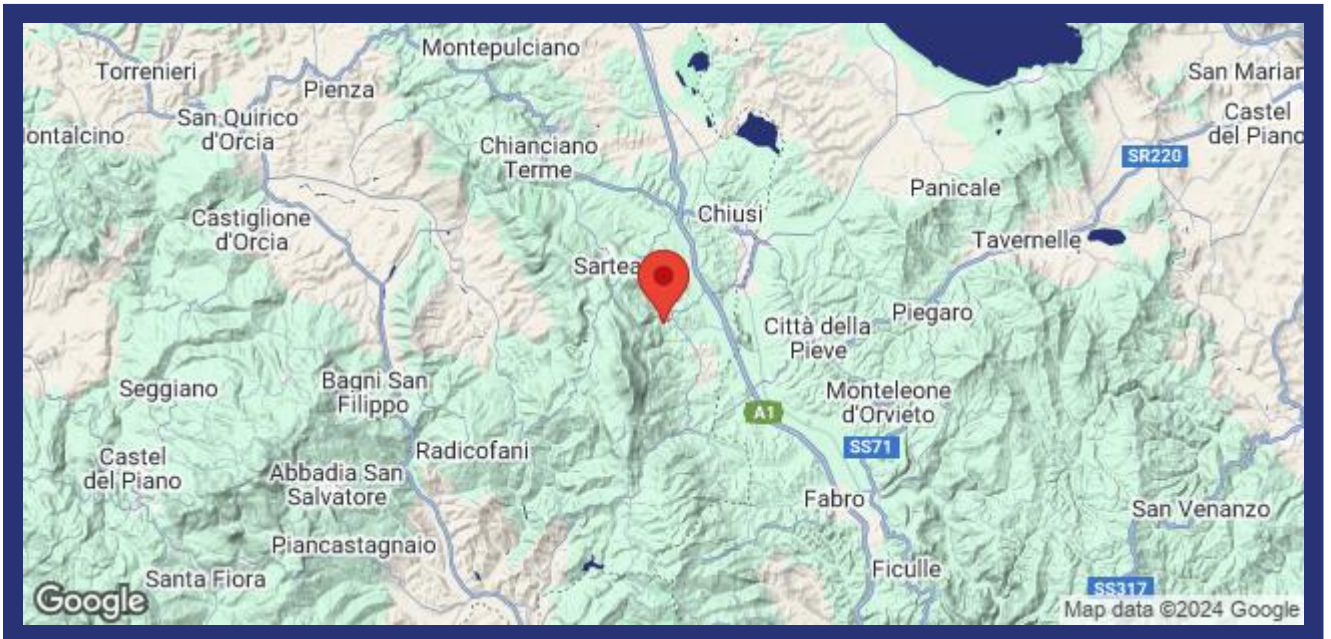 Montepulciano
Torrenieri
Pienza
San Marian
San Quirico
d'Orcia
Castel
del Piano
ontalcino
Chianciano
Terme
SR220
Panicale
Chiusi
Castiglione
d'Orcia
Tavernelle
Sartea
Piegaro
Città della
Pieve
Seggiano
Bagni San
Filippo
Monteleone
d'Orvieto
A1
SS71
Radicofani
Castel
del Piano
Abbadia San
Salvatore
Fabro
San Venanzo
Piancastagnaio
Ficulle
Santa Fiora
SS317
Google
Map data ©2024 Google